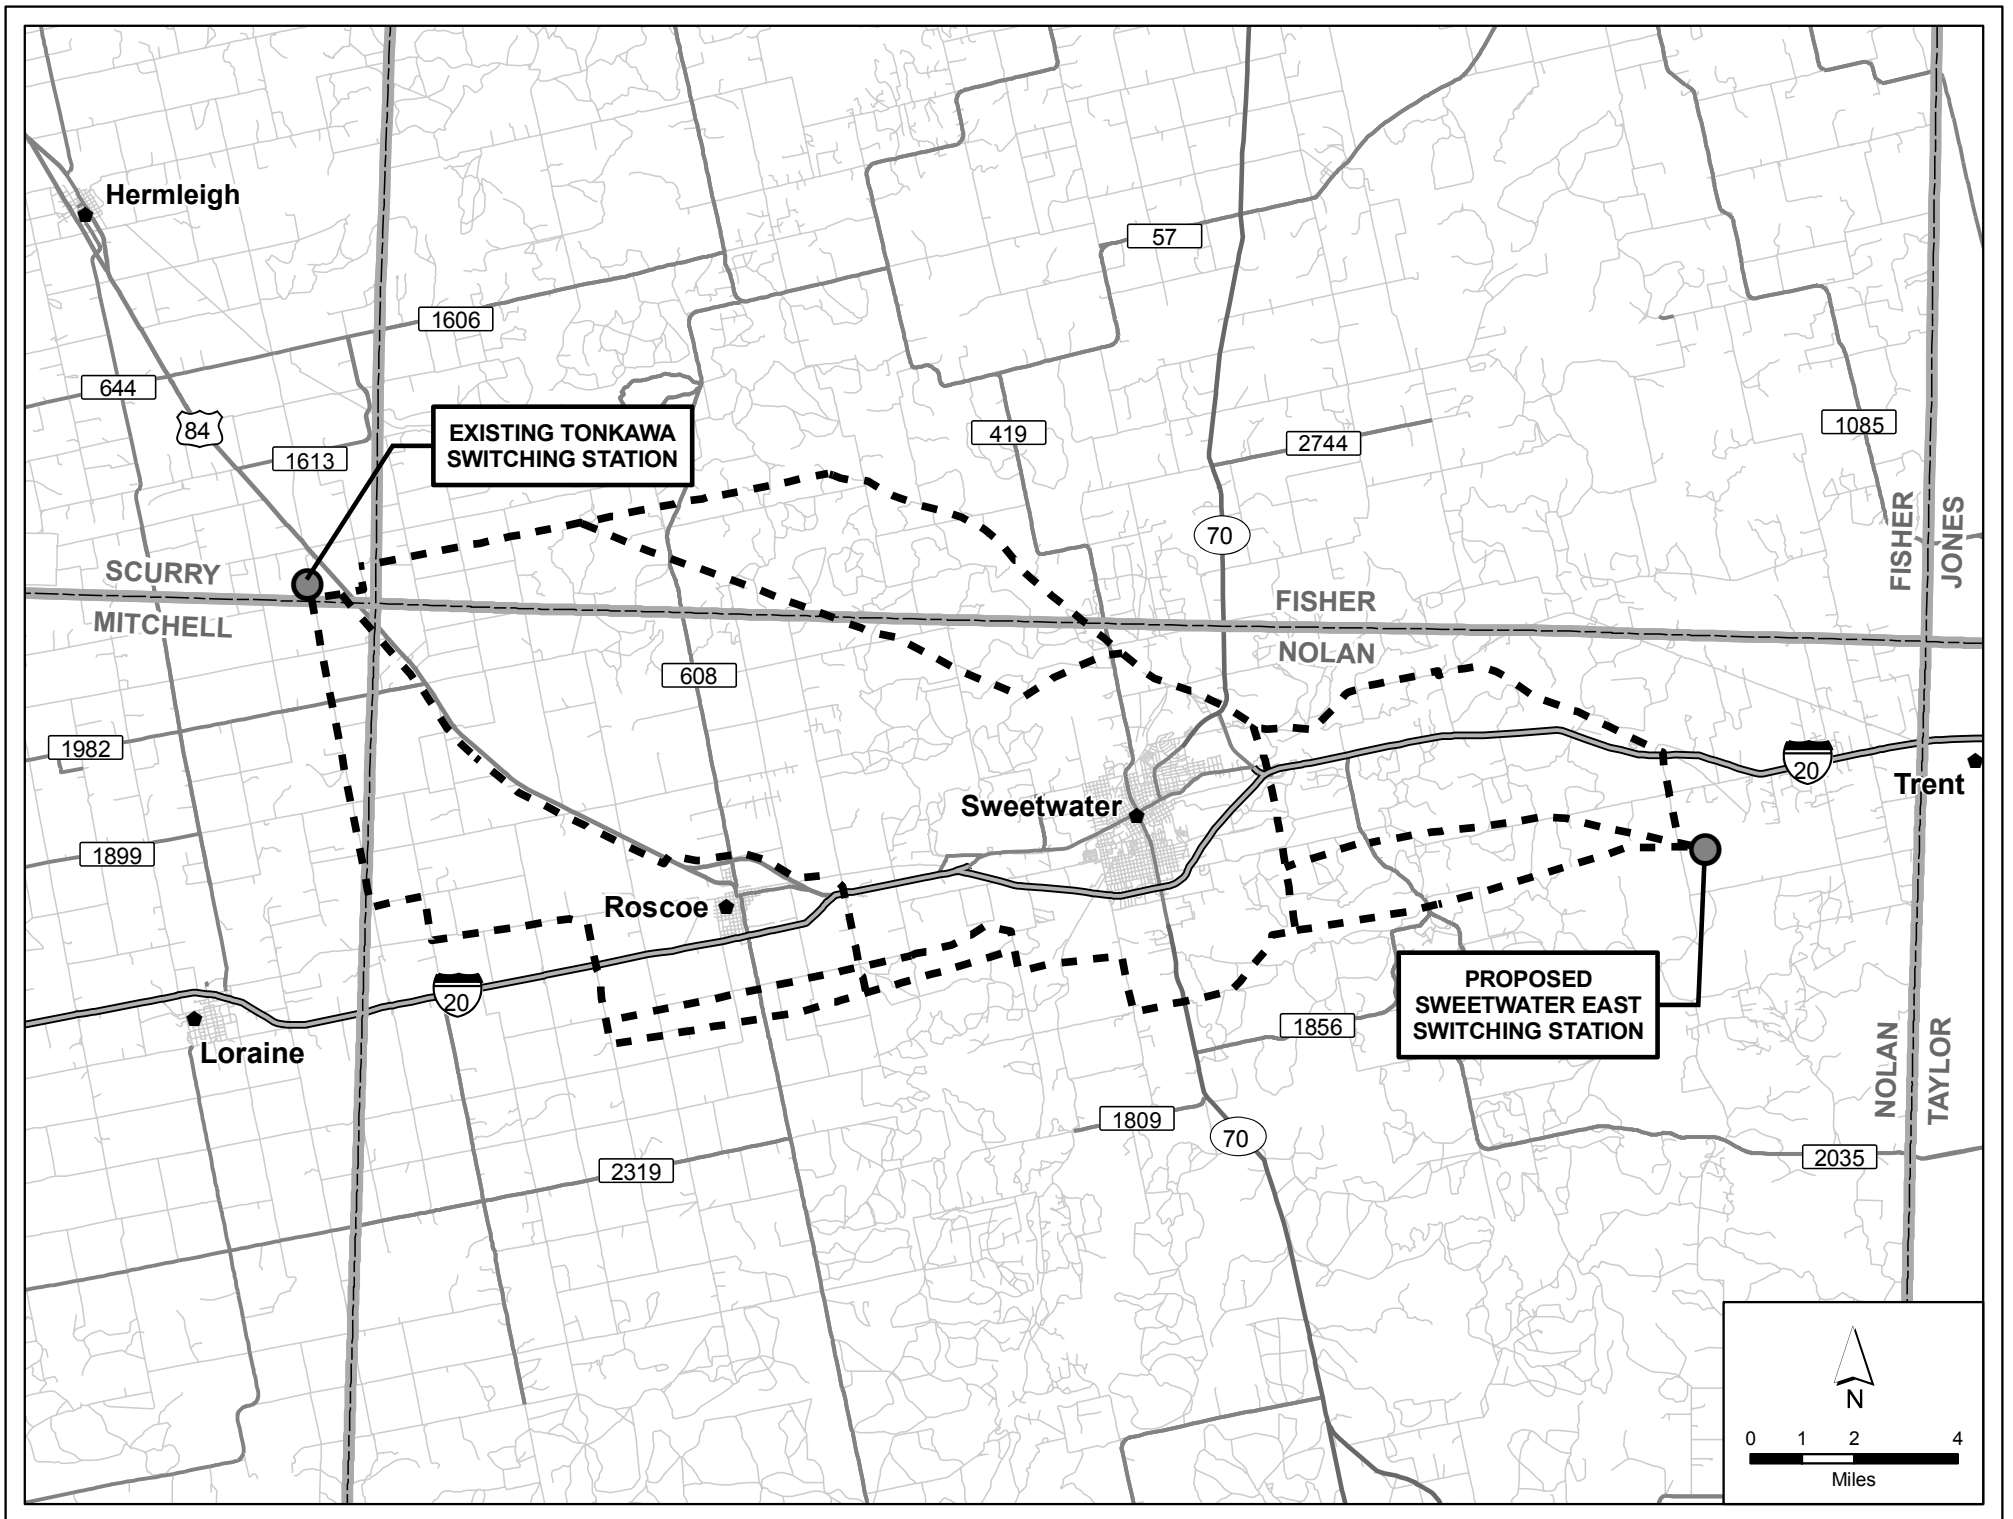 Hermleigh
57
1606
644
84
1613
EXISTING TONKAWA
SWITCHING STATION
419
2744
1085
70
FISHER
JONES
SCURRY
MITCHELL
FISHER
NOLAN
608
1982
20
Trent
Sweetwater
1899
Roscoe
20
Loraine
PROPOSED
SWEETWATER EAST
SWITCHING STATION
1856
NOLAN
TAYLOR
1809
70
2319
2035
N
0 1 2 4
Miles